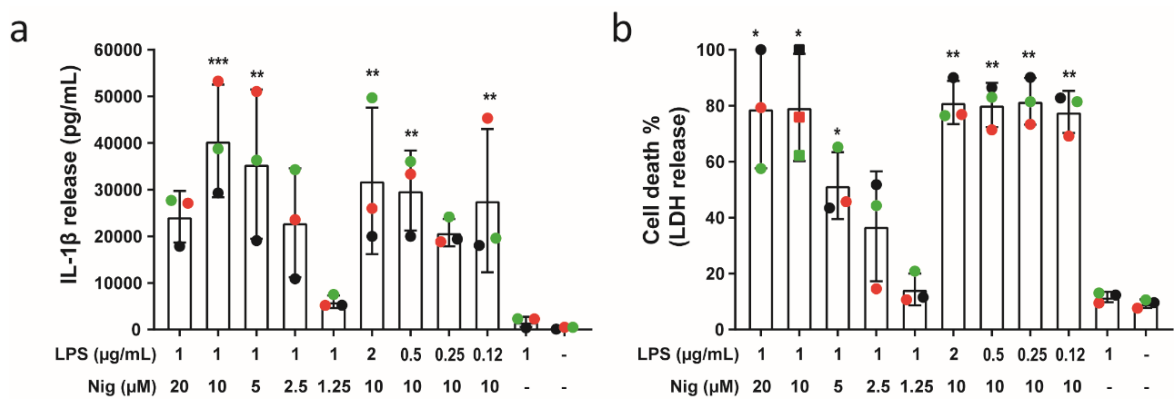 a
b
IL-1β release (pg/mL)
60000
50000
40000
30000
20000
10000
0
*** ** ** ** **
LPS (µg/mL) 1 1 1 1 1 2 0.5 0.25 0.12 1 -
Nig (µM) 20 10 5 2.5 1.25 10 10 10 10 - -
Cell death %
(LDH release)
100
80
60
40
20
0
* * * ** ** ** **
LPS (µg/mL) 1 1 1 1 1 2 0.5 0.25 0.12 1 -
Nig (µM) 20 10 5 2.5 1.25 10 10 10 10 - -